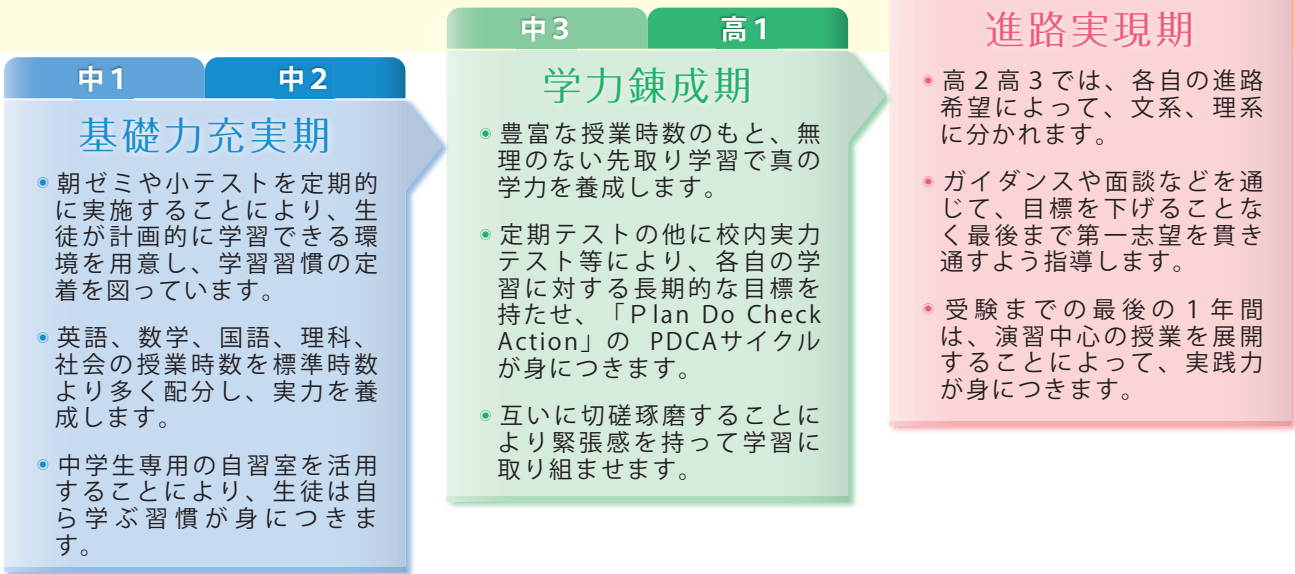 中1
中2
基礎力充実期
朝ゼミや小テストを定期的
に実施することにより、生
徒が計画的に学習できる環
境を用意し、学習習慣の定
着を図っています。
英語、数学、国語、理科、
社会の授業時数を標準時数
より多く配分し、実力を養
成します。
中学生専用の自習室を活用
することにより、生徒は自
ら学ぶ習慣が身につきま
す。
中3
高1
学力錬成期
豊富な授業時数のもと、無
理のない先取り学習で真の
学力を養成します。
定期テストの他に校内実力
テスト等により、各自の学
習に対する長期的な目標を
持たせ、「Plan Do Check
Action」の PDCAサイクル
が身につきます。
互いに切磋琢磨することに
より緊張感を持って学習に
取り組ませます。
進路実現期
高2高3では、各自の進路
希望によって、文系、理系
に分かれます。
ガイダンスや面談などを通
じて、目標を下げることな
く最後まで第一志望を貫き
通すよう指導します。
受験までの最後の1年間
は、演習中心の授業を展開
することによって、実践力
が身につきます。